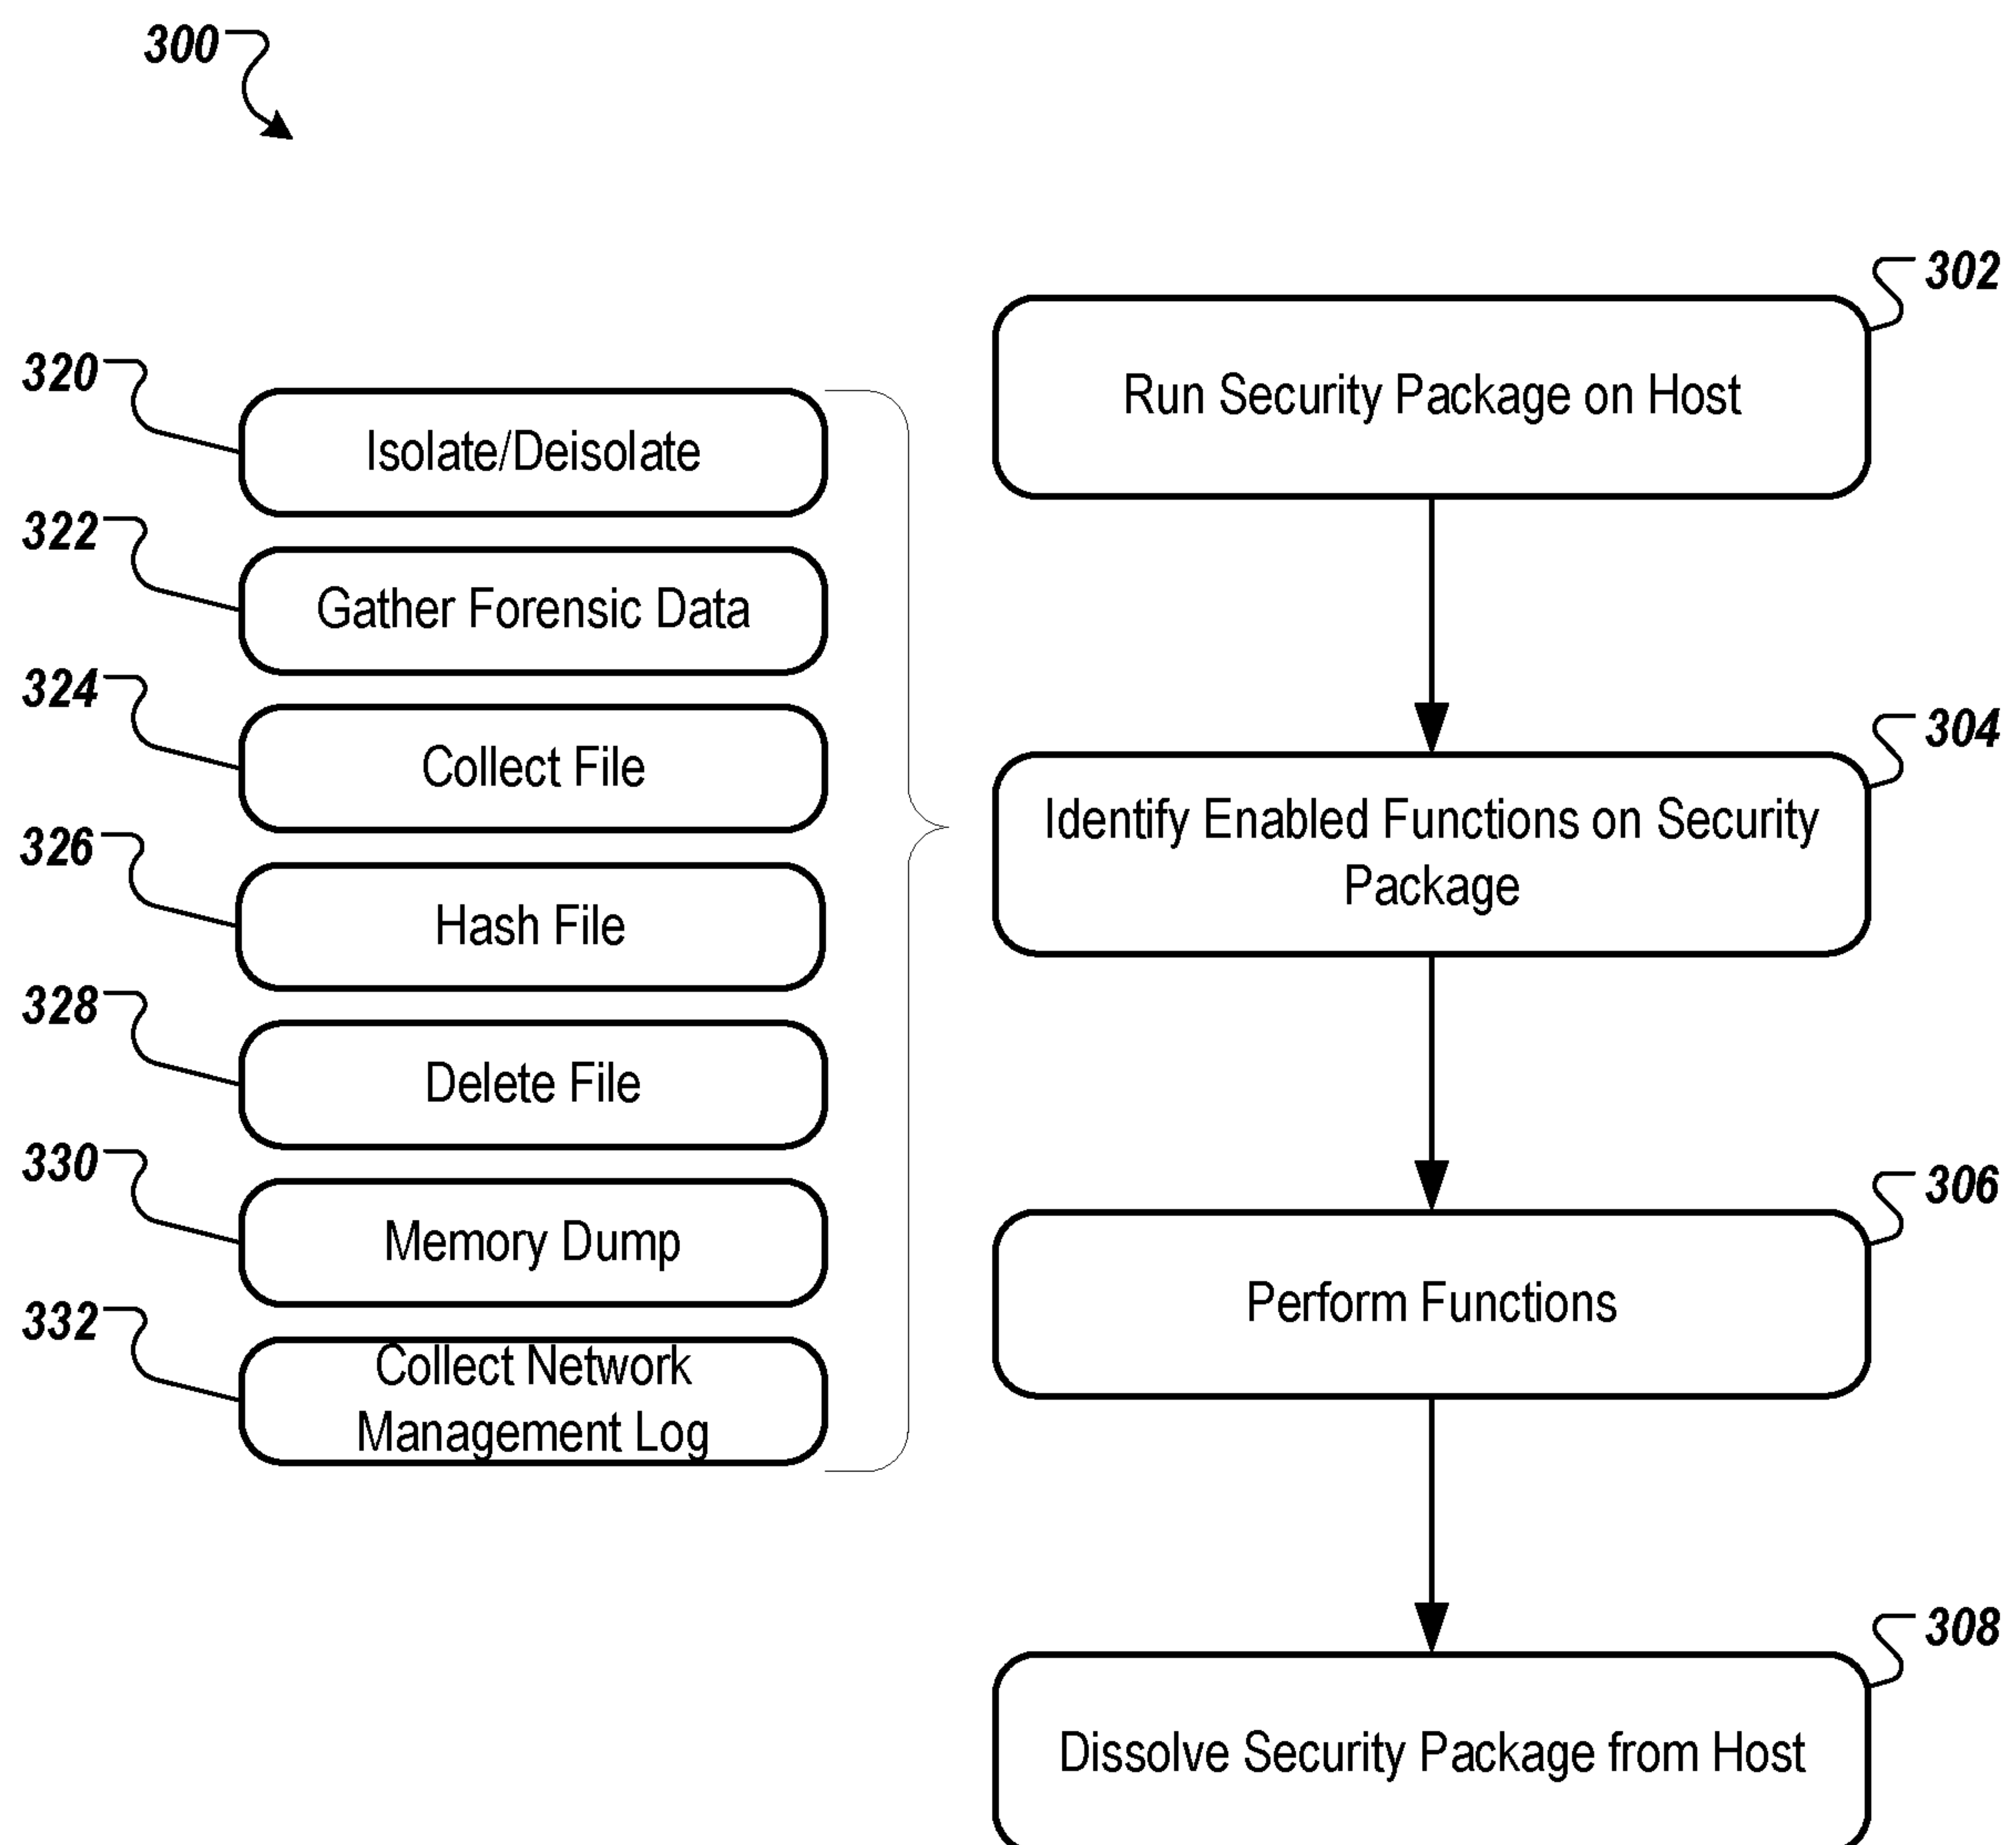 300
302
Run Security Package on Host
320
Isolate/Deisolate
322
Gather Forensic Data
324
Collect File
304
Identify Enabled Functions on Security
Package
326
Hash File
328
Delete File
330
Memory Dump
306
Perform Functions
332
Collect Network
Management Log
308
Dissolve Security Package from Host